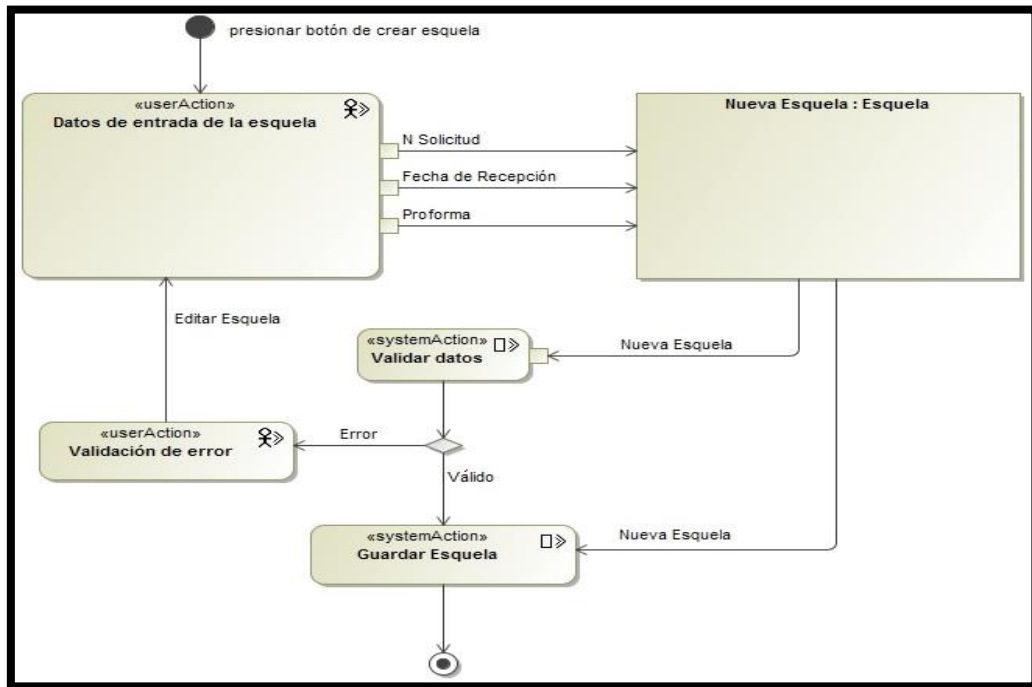 presionar botón de crear esquela
«userAction»
Datos de entrada de la esquela
Nueva Esquela : Esquela
N Solicitud
Fecha de Recepción
Proforma
Editar Esquela
«systemAction»
Validar datos
Nueva Esquela
«userAction»
Validación de error
Error
Válido
«systemAction»
Guardar Esquela
Nueva Esquela